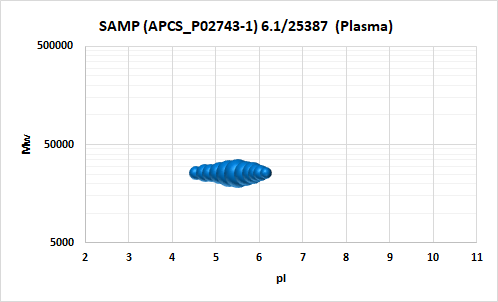 SAMP (APCS_P02743-1) 6.1/25387 (Plasma)
500000
50000
5000
Mw
2 3 4 5 6 7 8 9 10 11
pI